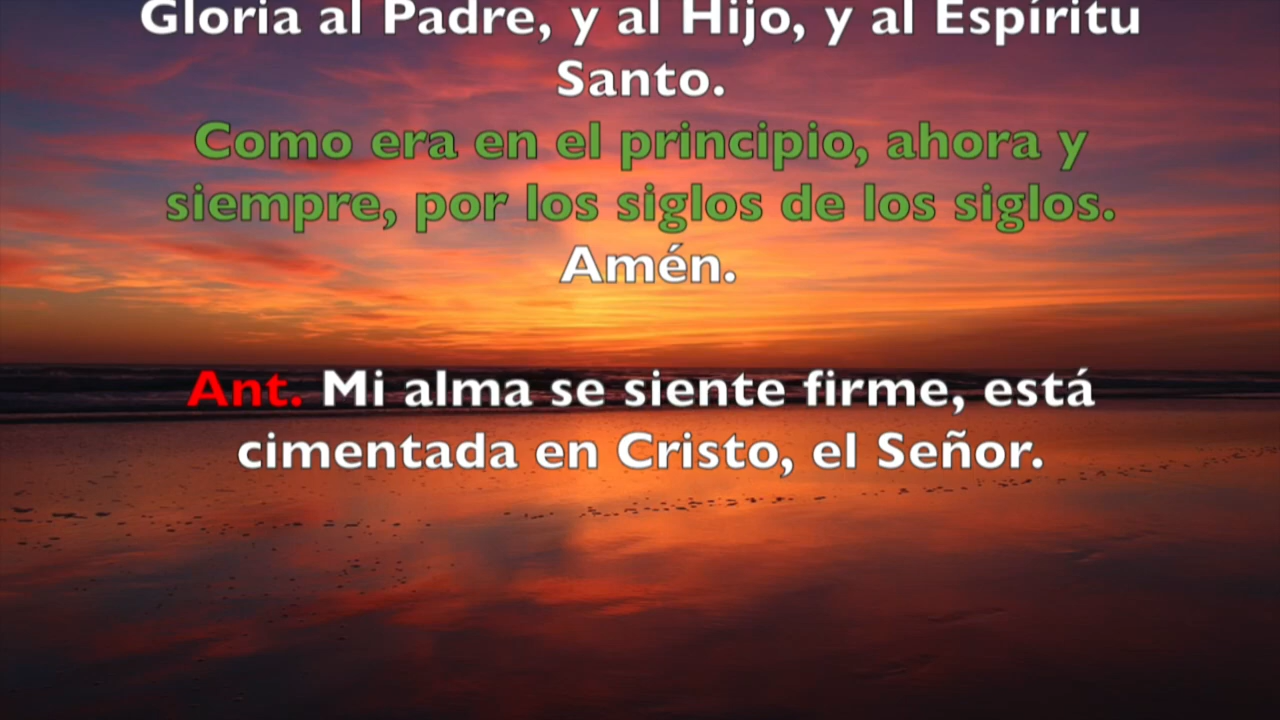 Gloria al Padre, y al Hijo, y al Espíritu
Santo.
Como era en el principio, ahora y
siempre, por los siglos de los siglos.
Amén.
Ant. Mi alma se siente firme, está
cimentada en Cristo, el Señor.